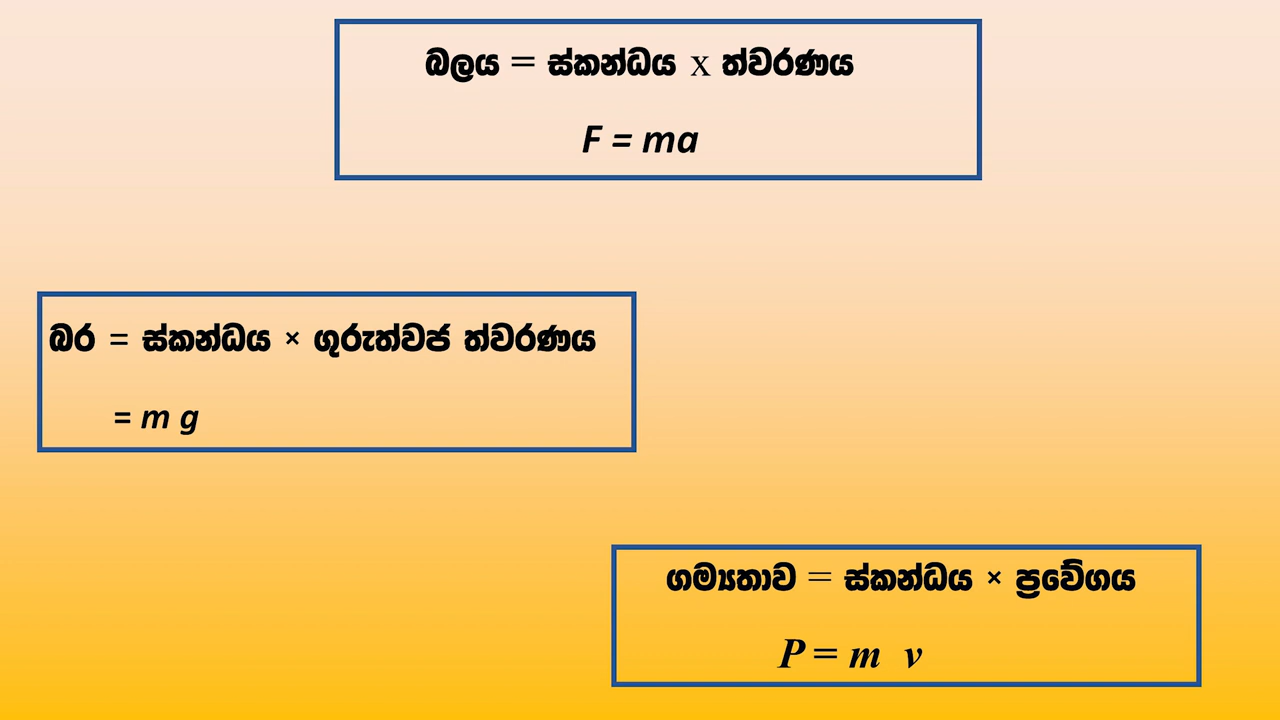 බලය = ස්කන්ධය x ත්වරණය
F = ma
බර = ස්කන්ධය × ගුරුත්වජ ත්වරණය
= m g
ගම්‍යතාව = ස්කන්ධය × ප්‍රවේගය
P = m v